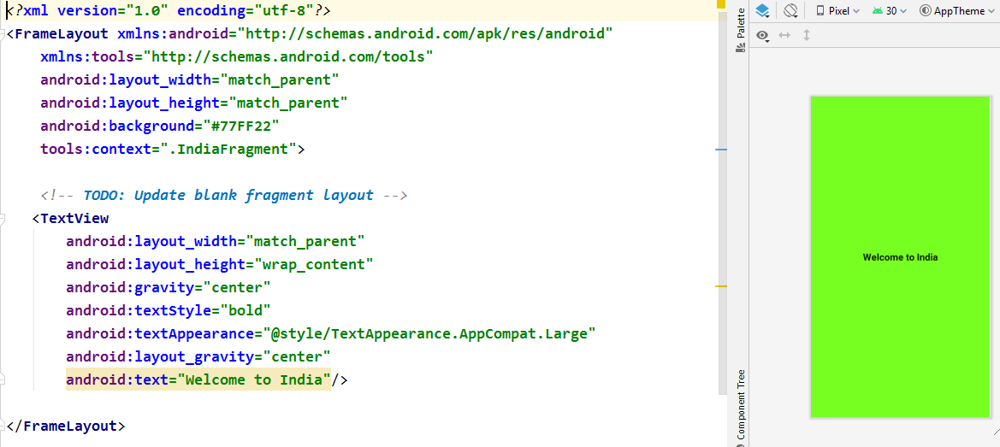 <?xml version="1.0" encoding="utf-8"?>
<FrameLayout xmlns:android="http://schemas.android.com/apk/res/android"
    xmlns:tools="http://schemas.android.com/tools"
    android:layout_width="match_parent"
    android:layout_height="match_parent"
    android:background="#77FF22"
    tools:context=".IndiaFragment">

    <!-- TODO: Update blank fragment layout -->
   <TextView
       android:layout_width="match_parent"
       android:layout_height="wrap_content"
       android:gravity="center"
       android:textStyle="bold"
       android:textAppearance="@style/TextAppearance.AppCompat.Large"
       android:layout_gravity="center"
       android:text="Welcome to India"/>

</FrameLayout>
Palette
Component Tree
Pixel
30
AppTheme
Welcome to India